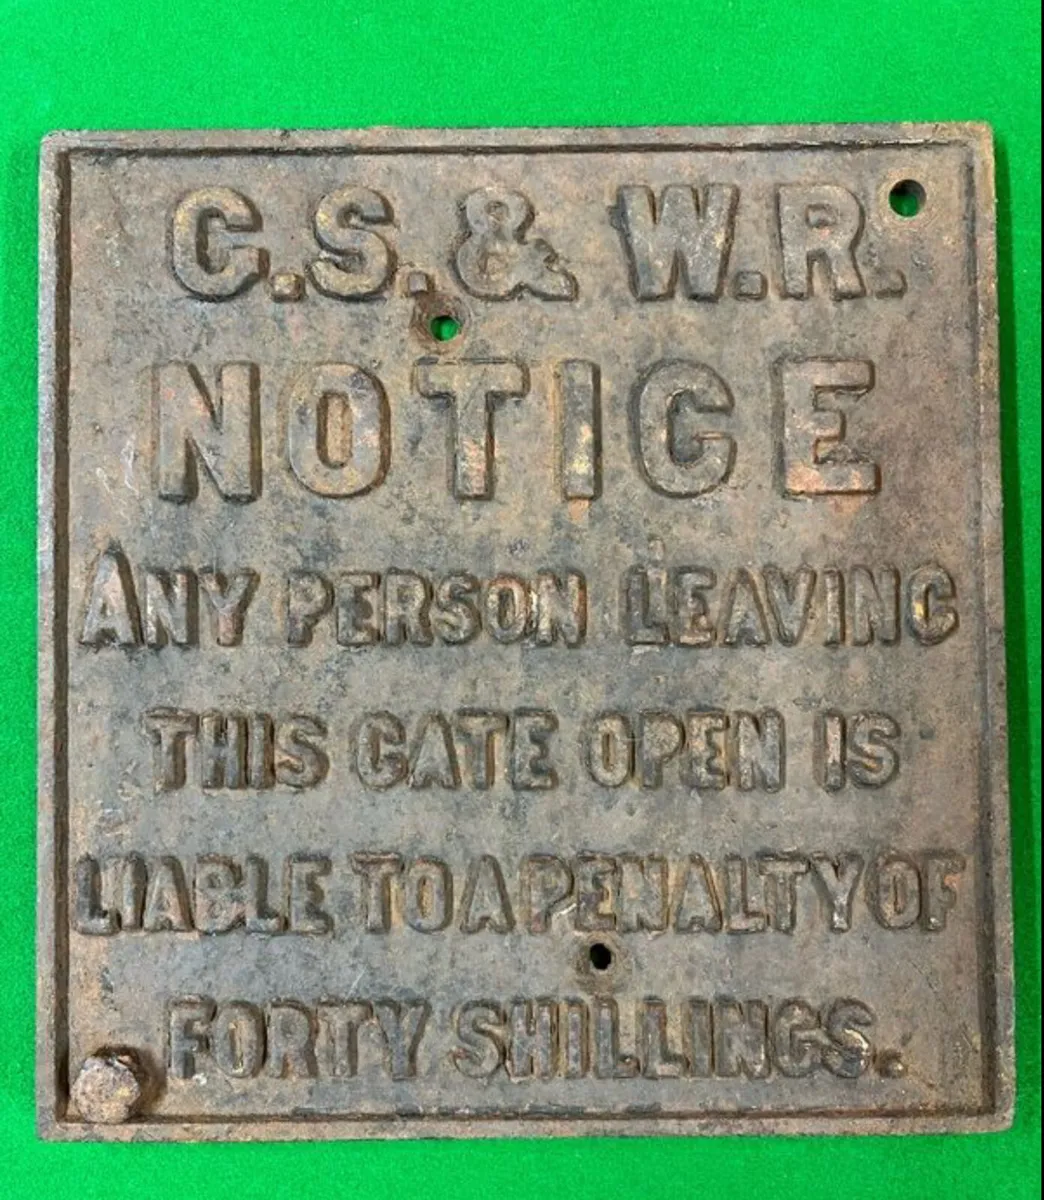 G.S.& W.R.
NOTICE
ANY PERSON LEAVING
THIS GATE OPEN IS
LIABLE TO A PENALTY OF
FORTY SHILLINGS.